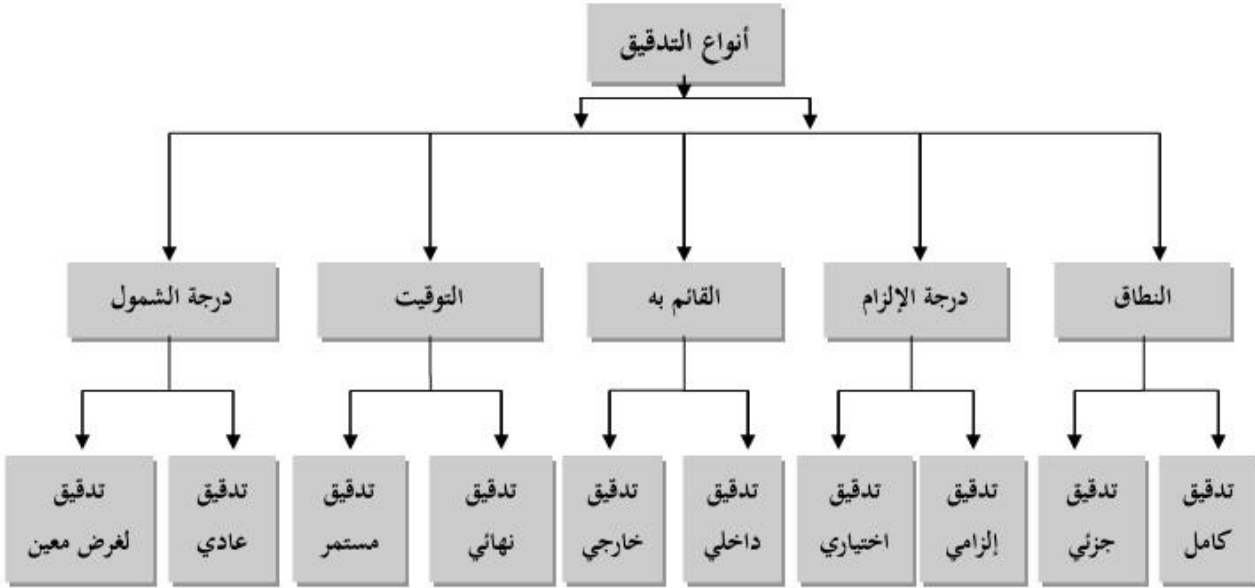 أنواع التدقيق
النطاق
درجة الإلزام
القائم به
التوقيت
درجة الشمول
تدقيق
كامل
تدقيق
جزئي
تدقيق
إلزامي
تدقيق
اختياري
تدقيق
داخلي
تدقيق
خارجي
تدقيق
نهائي
تدقيق
مستمر
تدقيق
عادي
تدقيق
لغرض معين